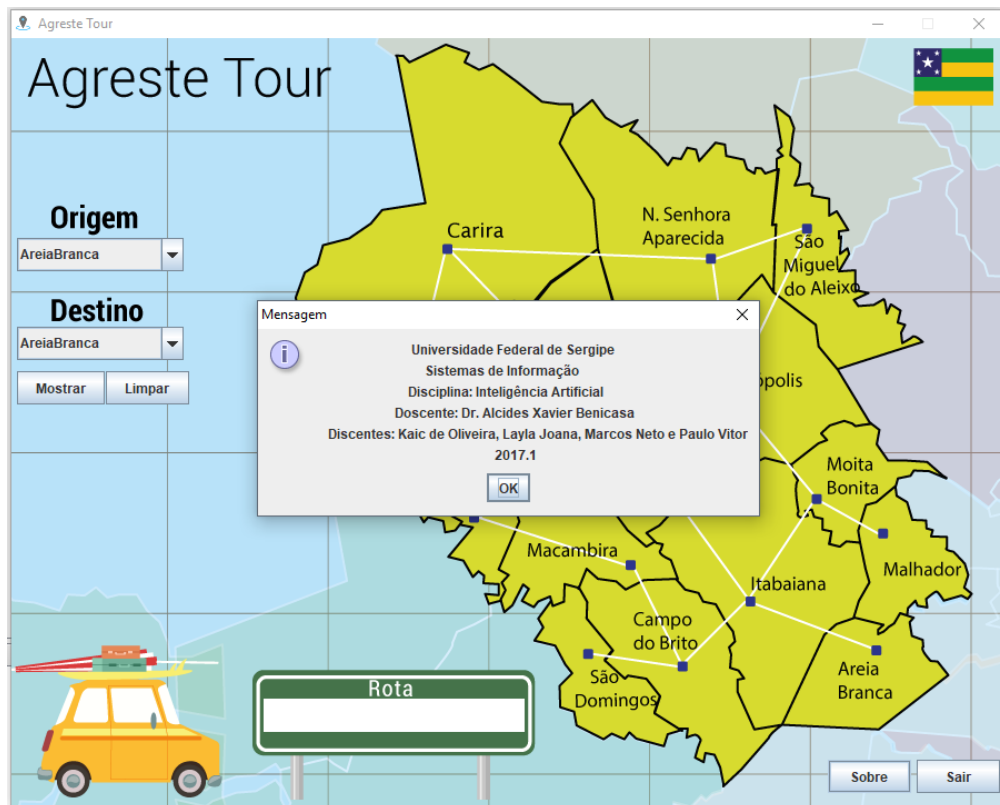 Agreste Tour
Agreste Tour
Origem
AreiaBranca
Destino
AreiaBranca
Mostrar Limpar
Carira
N. Senhora
Aparecida
São
Miguel
do Aleixo
Mensagem
Universidade Federal de Sergipe
Sistemas de Informação
Disciplina: Inteligência Artificial
Doscente: Dr. Alcides Xavier Benicasa
Discentes: Kaic de Oliveira, Layla Joana, Marcos Neto e Paulo Vitor
2017.1
OK
Moita
Bonita
Macambira
Malhador
Itabaiana
Campo
do Brito
São
Domingos
Areia
Branca
Rota
Sobre Sair